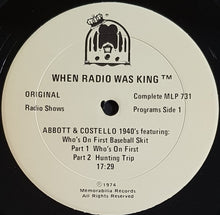 WHEN RADIO WAS KING ™
ORIGINAL Complete MLP 731
Radio Shows Programs Side 1
ABBOTT & COSTELLO 1940's featuring:
Who's On First Baseball Skit
Part 1 Who's On First
Part 2 Hunting Trip
17:29
© 1974
Memorabilia Records
All Rights Reserved